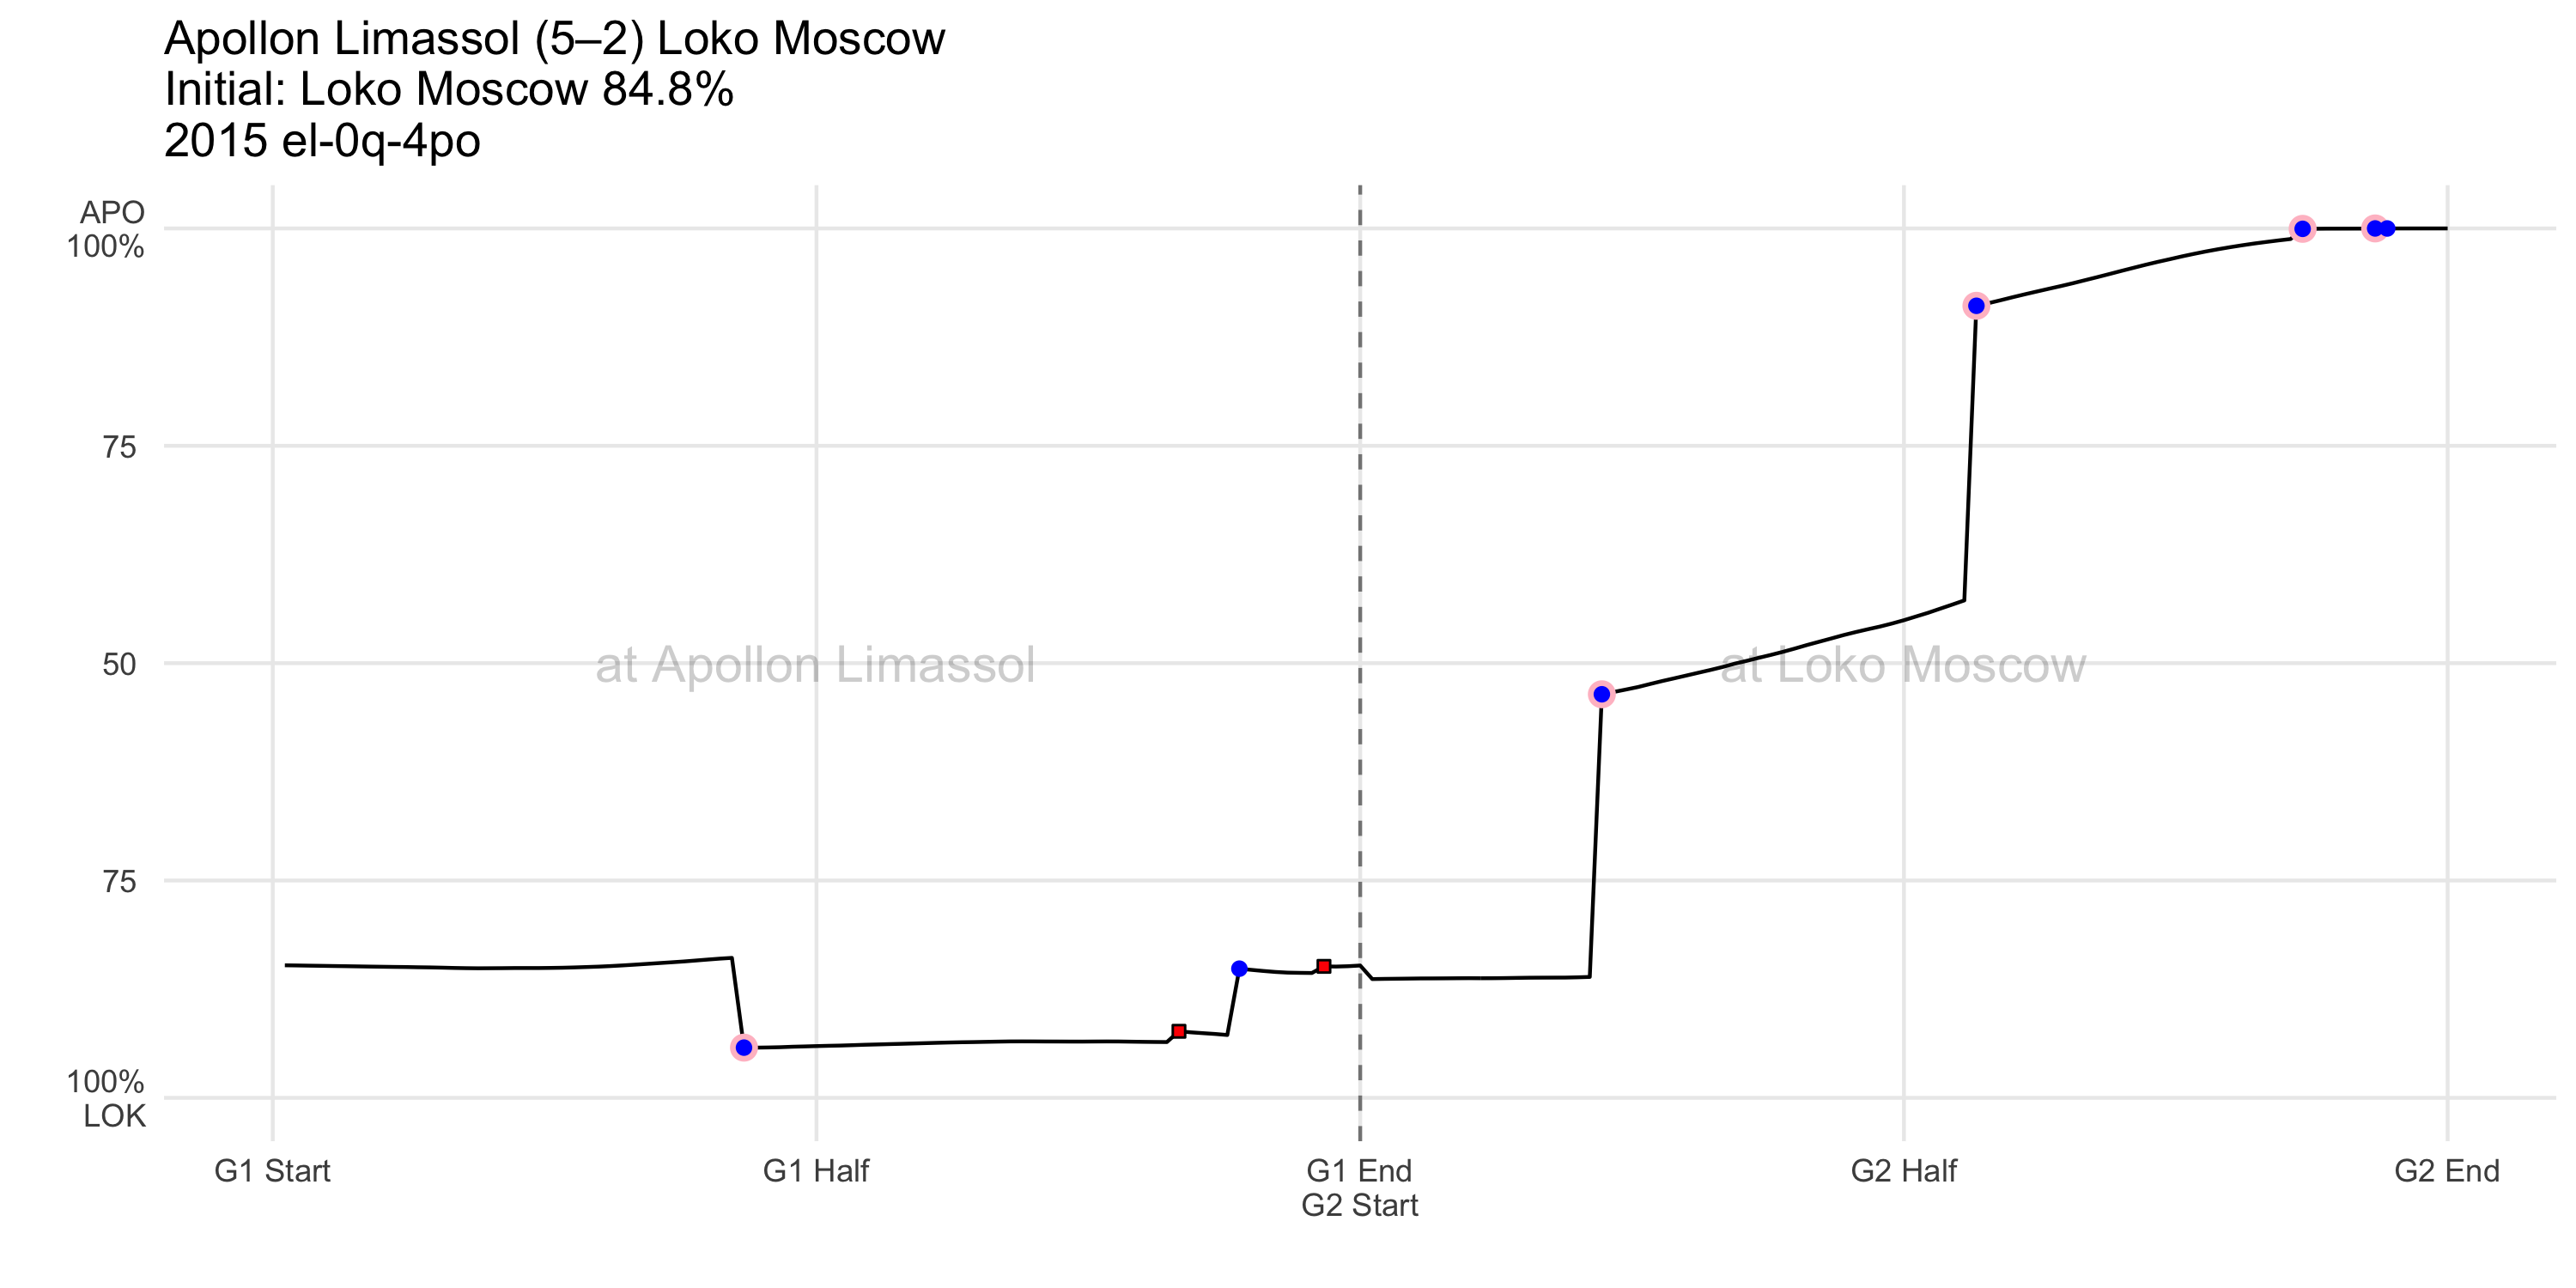 Apollon Limassol (5–2) Loko Moscow
Initial: Loko Moscow 84.8%
2015 el-0q-4po
APO
100%
75
50
at Apollon Limassol
at Loko Moscow
75
100%
LOK
G1 Start
G1 Half
G1 End
G2 Start
G2 Half
G2 End